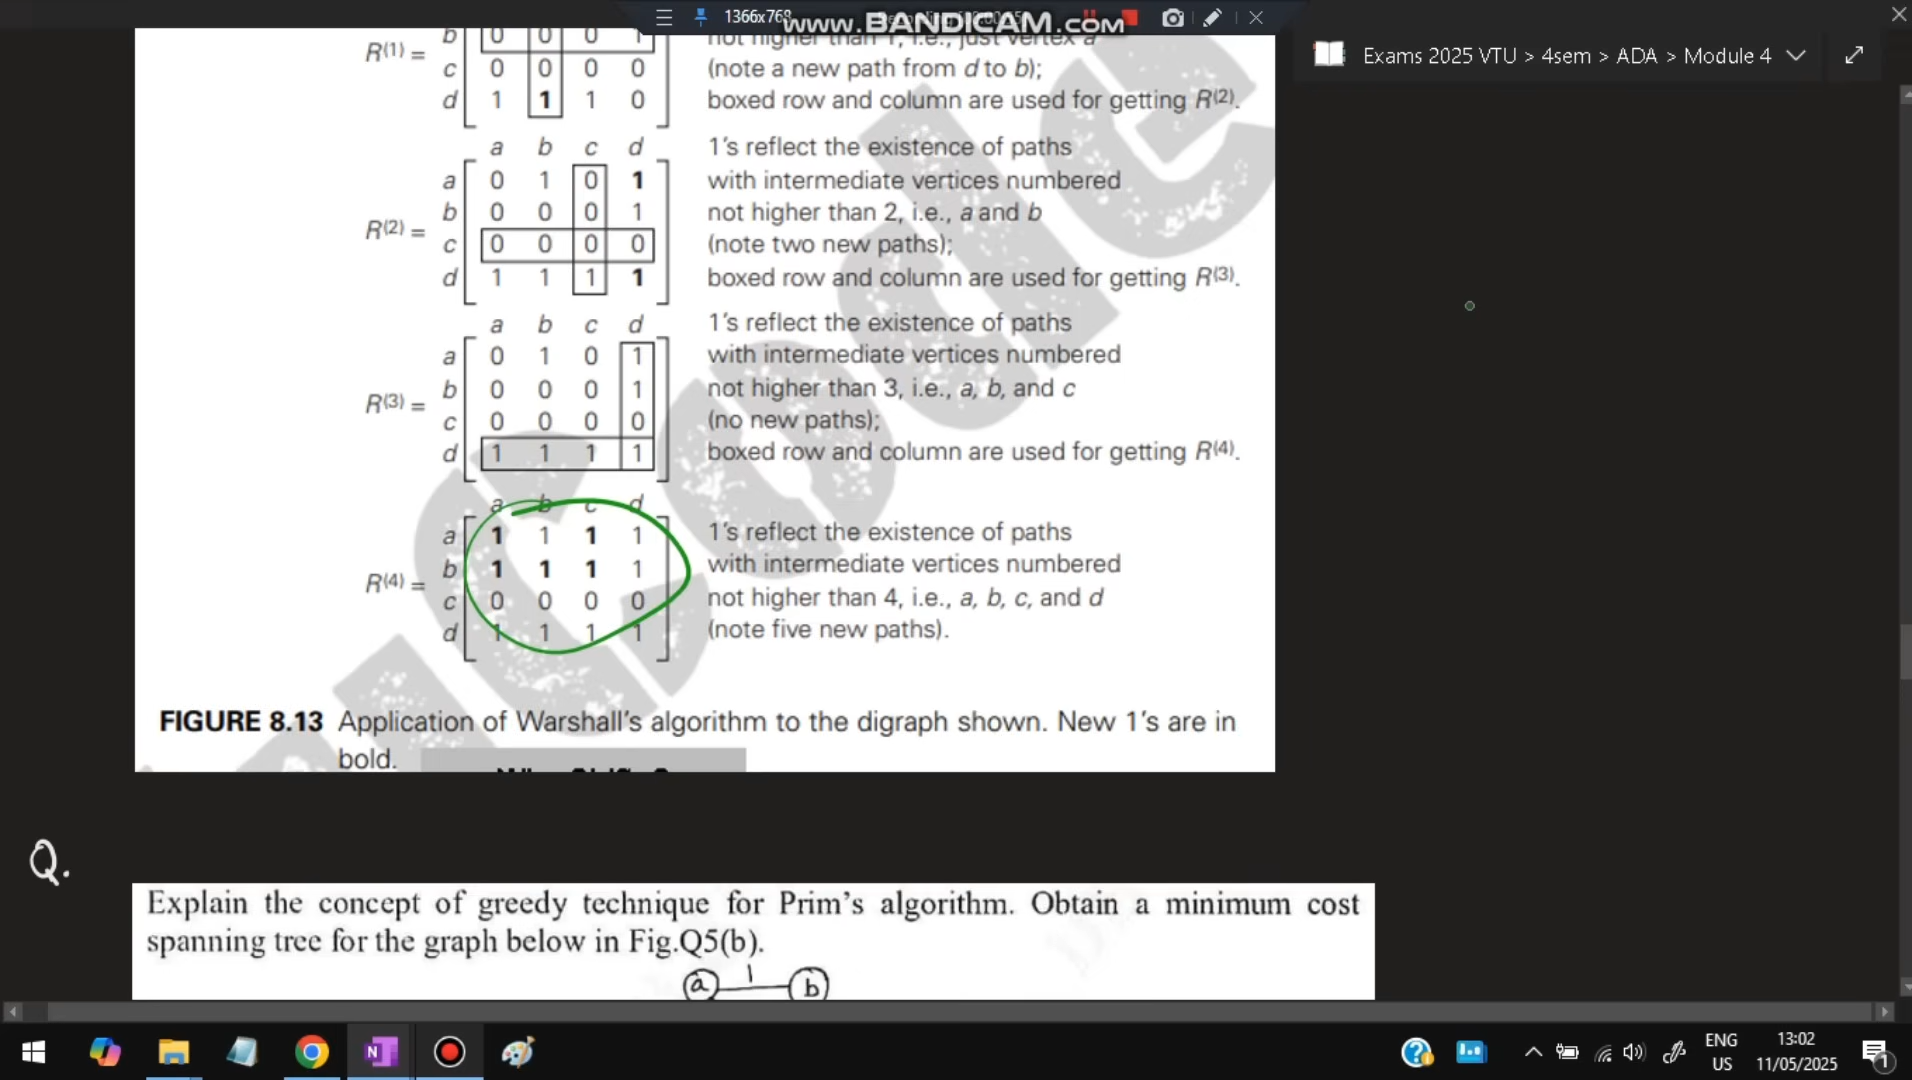 1366x768
www.BANDICAM.com
Exams 2025 VTU > 4sem > ADA > Module 4
b 0 0 0 1 not higher than 1, i.e., just vertex a
R(1) =
c 0 0 0 0 (note a new path from d to b);
d 1 1 1 0 boxed row and column are used for getting R(2).
a b c d 1's reflect the existence of paths
a 0 1 0 1 with intermediate vertices numbered
b 0 0 0 1 not higher than 2, i.e., a and b
R(2) =
c 0 0 0 0 (note two new paths);
d 1 1 1 1 boxed row and column are used for getting R(3).
a b c d 1's reflect the existence of paths
a 0 1 0 1 with intermediate vertices numbered
b 0 0 0 1 not higher than 3, i.e., a, b, and c
R(3) =
c 0 0 0 0 (no new paths);
d 1 1 1 1 boxed row and column are used for getting R(4).
a b c d
a 1 1 1 1 1's reflect the existence of paths
b 1 1 1 1 with intermediate vertices numbered
R(4) =
c 0 0 0 0 not higher than 4, i.e., a, b, c, and d
d 1 1 1 1 (note five new paths).
FIGURE 8.13 Application of Warshall's algorithm to the digraph shown. New 1's are in
bold.
Q.
Explain the concept of greedy technique for Prim's algorithm. Obtain a minimum cost
spanning tree for the graph below in Fig.Q5(b).
a 1 b
ENG
US
13:02
11/05/2025
1